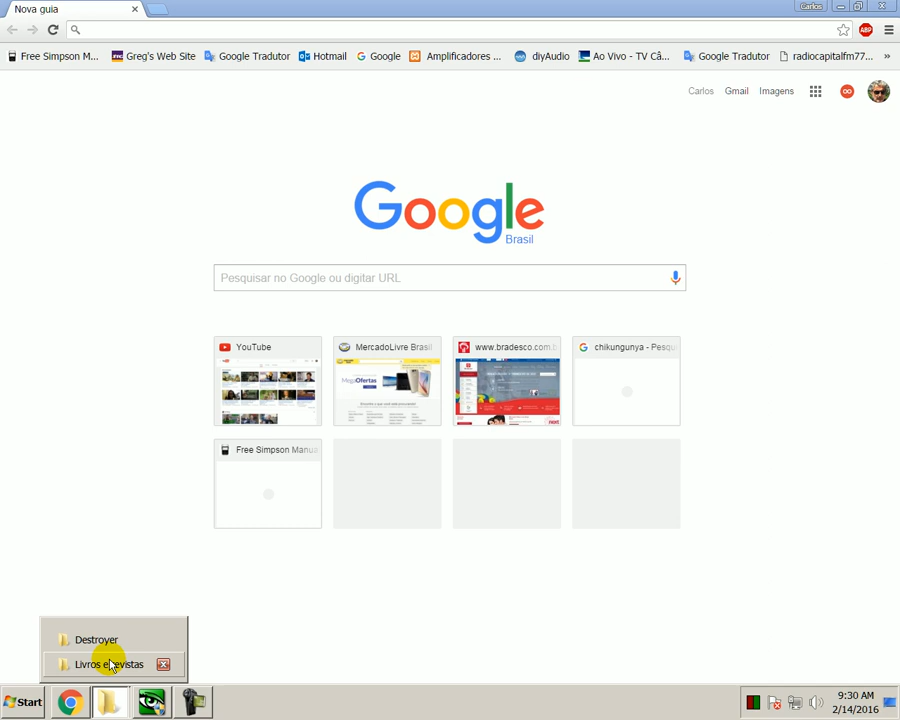 Nova guia
Carlos
Free Simpson M...
Greg's Web Site
Google Tradutor
Hotmail
Google
Amplificadores ...
diyAudio
Ao Vivo - TV Câ...
Google Tradutor
radiocapitalfm77...
»
Carlos
Gmail
Imagens
Google
Brasil
Pesquisar no Google ou digitar URL
YouTube
MercadoLivre Brasil
www.bradesco.com.b
chikungunya - Pesqu
Free Simpson Manua
Destroyer
Livros e revistas
Start
9:30 AM
2/14/2016
ABP